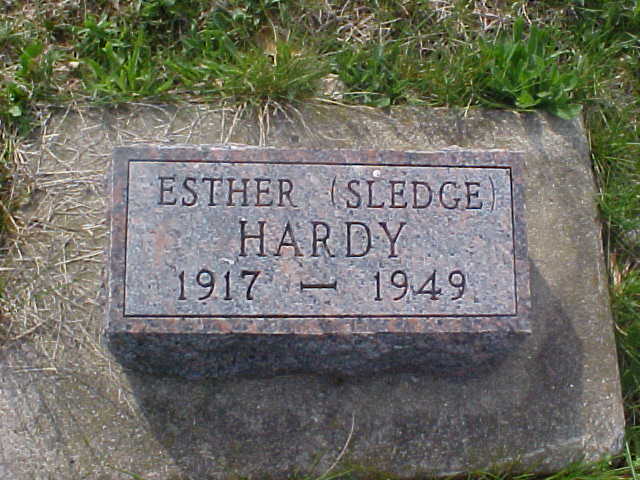 ESTHER (SLEDGE)
HARDY
1917 — 1949